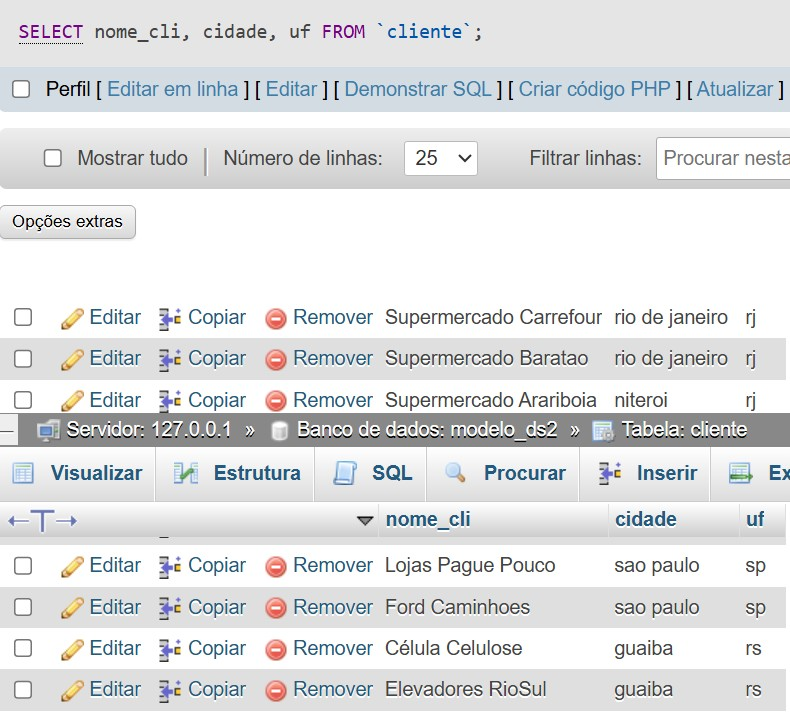 SELECT nome_cli, cidade, uf FROM `cliente`;
Perfil [ Editar em linha ] [ Editar ] [ Demonstrar SQL ] [ Criar código PHP ] [ Atualizar ]
Mostrar tudo | Número de linhas: 25 Filtrar linhas: Procurar nesta
Opções extras
Editar Copiar Remover Supermercado Carrefour rio de janeiro rj
Editar Copiar Remover Supermercado Baratao rio de janeiro rj
Editar Copiar Remover Supermercado Arariboia niteroi rj
Servidor: 127.0.0.1 » Banco de dados: modelo_ds2 » Tabela: cliente
Visualizar Estrutura SQL Procurar Inserir Ex
←T→ nome_cli cidade uf
Editar Copiar Remover Lojas Pague Pouco sao paulo sp
Editar Copiar Remover Ford Caminhoes sao paulo sp
Editar Copiar Remover Célula Celulose guaiba rs
Editar Copiar Remover Elevadores RioSul guaiba rs